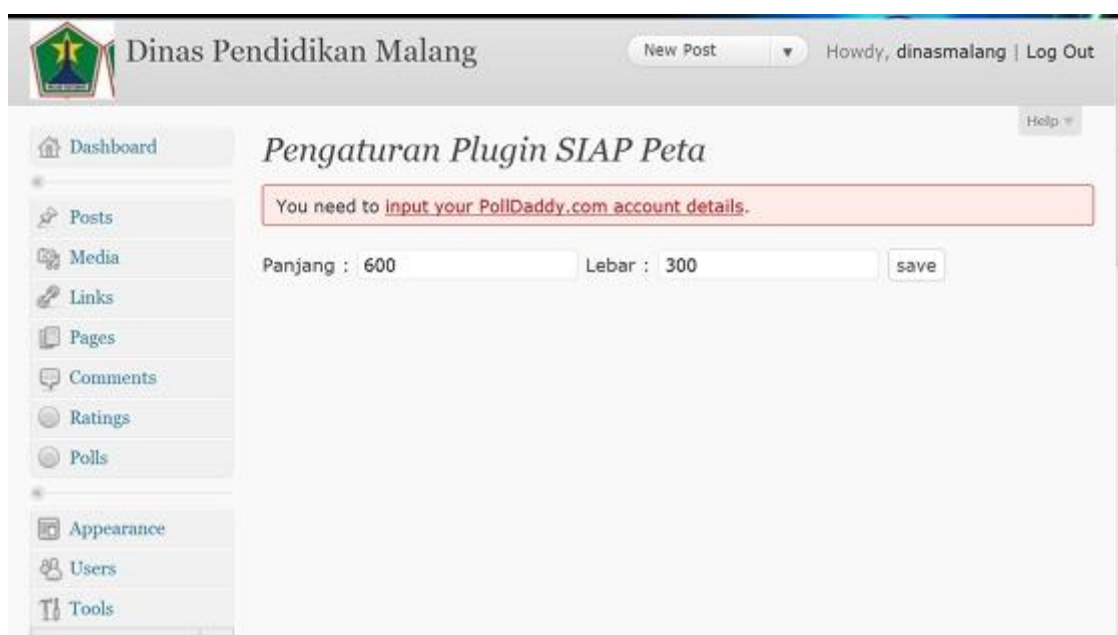 Dinas Pendidikan Malang
New Post
Howdy, dinasmalang | Log Out
Help
Dashboard
Pengaturan Plugin SIAP Peta
You need to input your PollDaddy.com account details.
Posts
Media
Panjang : 600 Lebar : 300 save
Links
Pages
Comments
Ratings
Polls
Appearance
Users
Tools